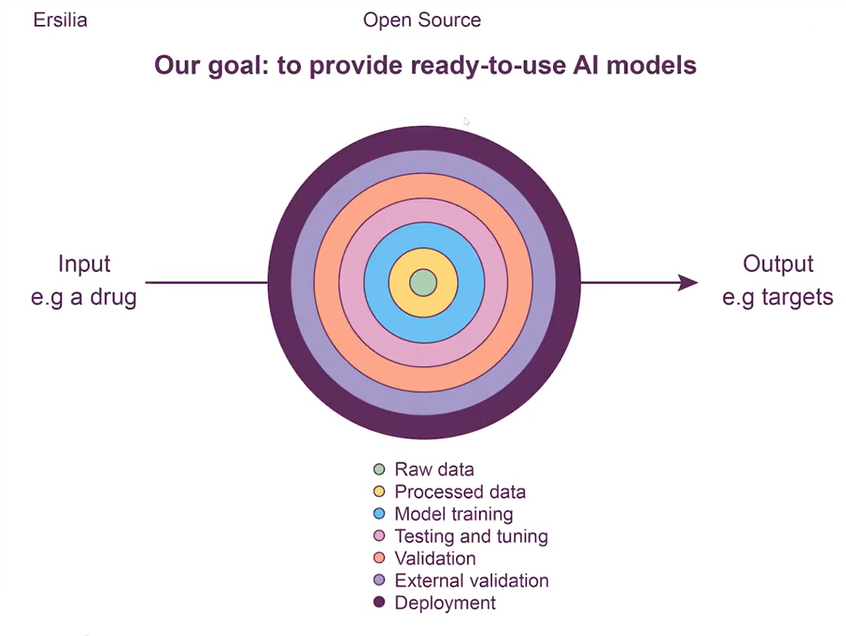 Ersilia
Open Source
Our goal: to provide ready-to-use AI models
Input
e.g a drug
Output
e.g targets
Raw data
Processed data
Model training
Testing and tuning
Validation
External validation
Deployment